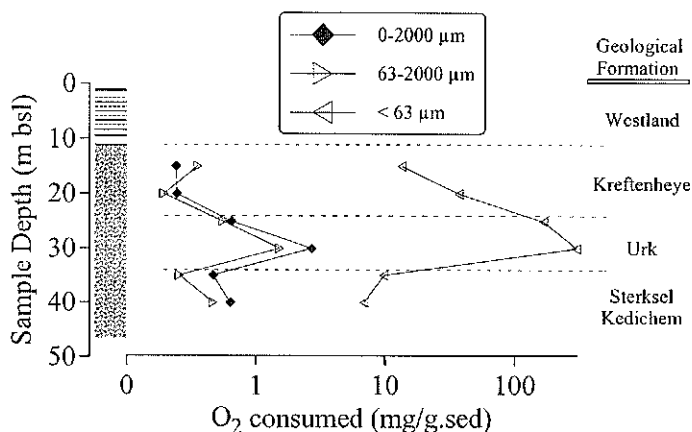 0-2000 µm
63-2000 µm
< 63 µm
Geological
Formation
Westland
Kreftenheye
Urk
Sterksel
Kedichem
Sample Depth (m bsl)
0
10
20
30
40
50
0
1
10
100
O₂ consumed (mg/g.sed)